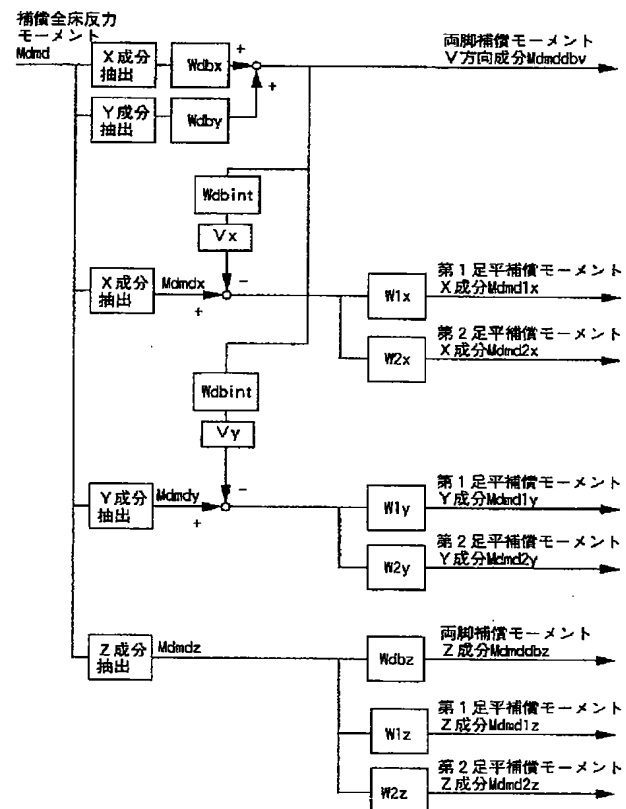 補償全床反力
モーメント
Mdmd
X成分
抽出
Wdbx
+
+
両脚補償モーメント
V方向成分Mdmddbv
Y成分
抽出
Wdby
Wdbint
Vx
X成分
抽出
Mdmdx
-
+
W1x
第1足平補償モーメント
X成分Mdmd1x
W2x
第2足平補償モーメント
X成分Mdmd2x
Wdbint
Vy
Y成分
抽出
Mdmdy
-
+
W1y
第1足平補償モーメント
Y成分Mdmd1y
W2y
第2足平補償モーメント
Y成分Mdmd2y
Z成分
抽出
Mdmdz
Wdbz
両脚補償モーメント
Z成分Mdmddbz
W1z
第1足平補償モーメント
Z成分Mdmd1z
W2z
第2足平補償モーメント
Z成分Mdmd2z